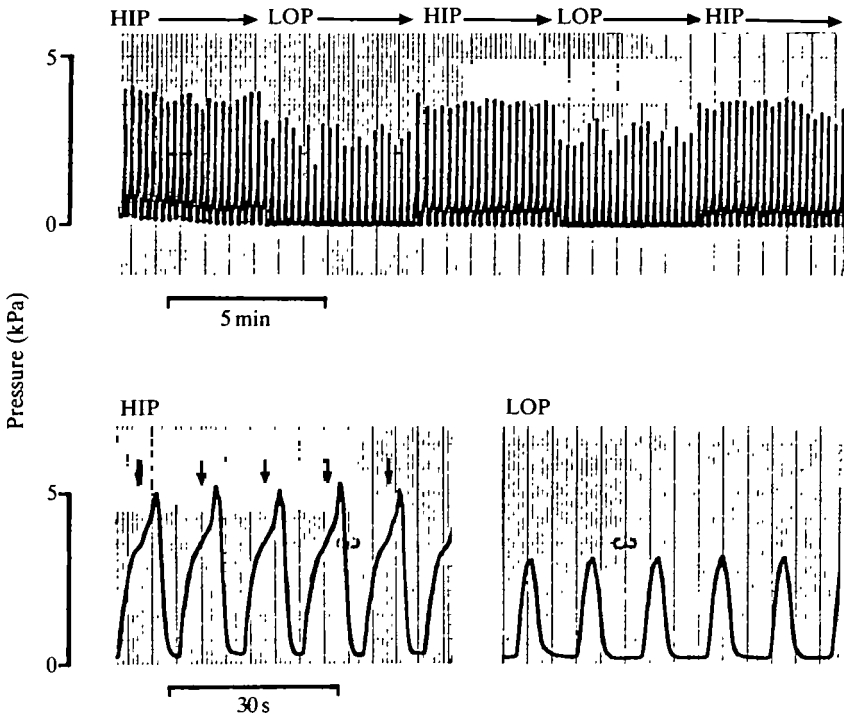 HIP LOP HIP LOP HIP
5
0
5 min
Pressure (kPa)
HIP LOP
5
0
30 s